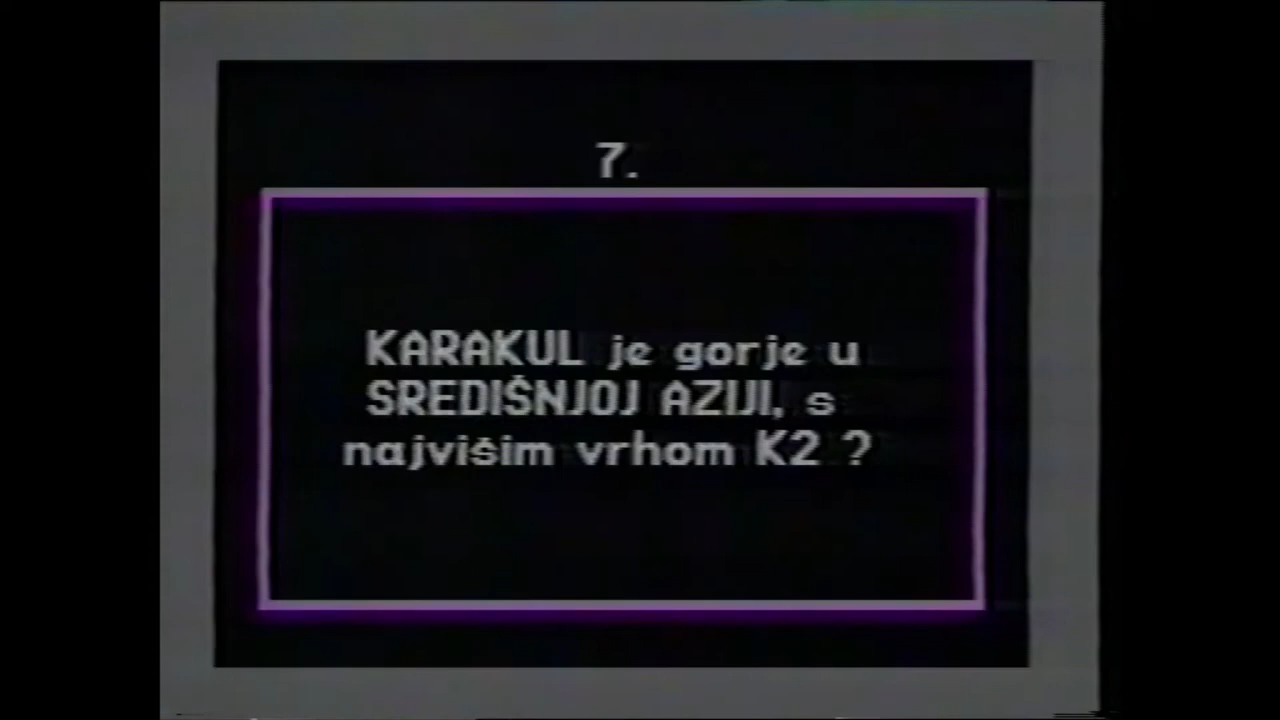 7.
KARAKUL je gorje u
SREDIŠNJOJ AZIJI, s
najvišim vrhom K2 ?